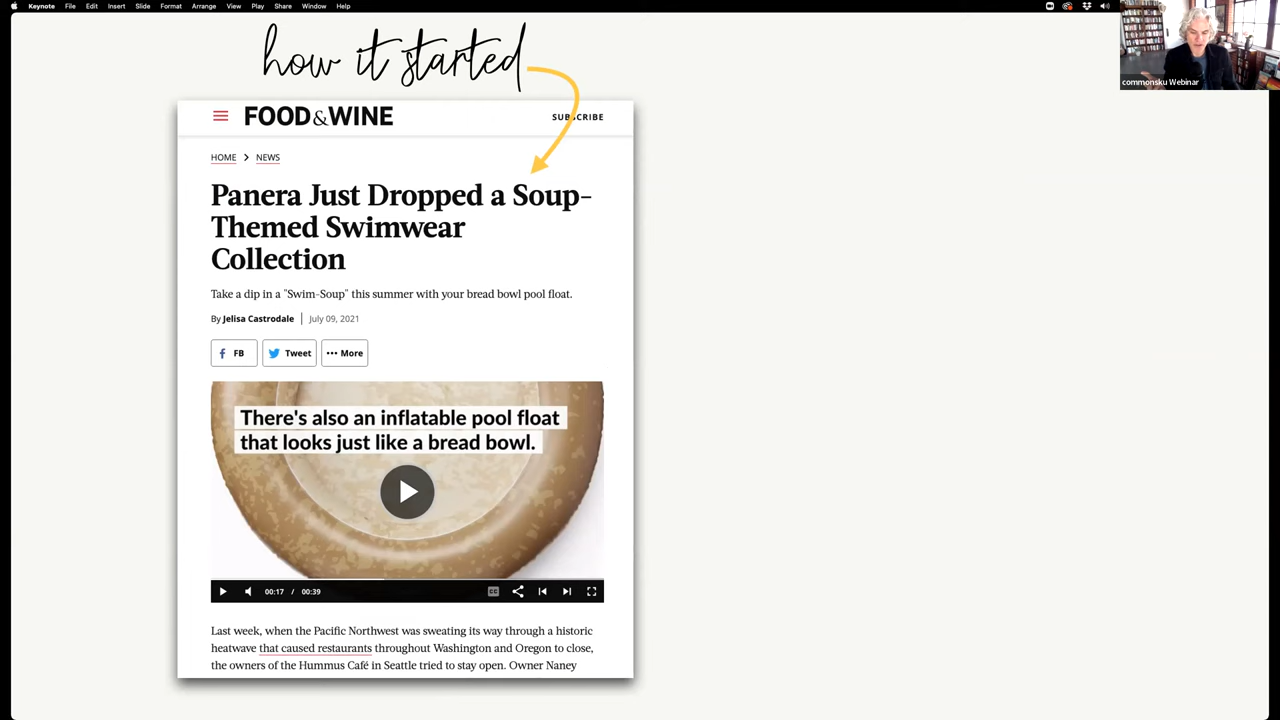 Keynote File Edit Insert Slide Format Arrange View Play Share Window Help
commonsku Webinar
how it started
FOOD&WINE
SUBSCRIBE
HOME > NEWS
Panera Just Dropped a Soup-
Themed Swimwear
Collection
Take a dip in a "Swim-Soup" this summer with your bread bowl pool float.
By Jelisa Castrodale | July 09, 2021
FB Tweet ••• More
There's also an inflatable pool float
that looks just like a bread bowl.
00:17 / 00:39 CC
Last week, when the Pacific Northwest was sweating its way through a historic
heatwave that caused restaurants throughout Washington and Oregon to close,
the owners of the Hummus Café in Seattle tried to stay open. Owner Naney